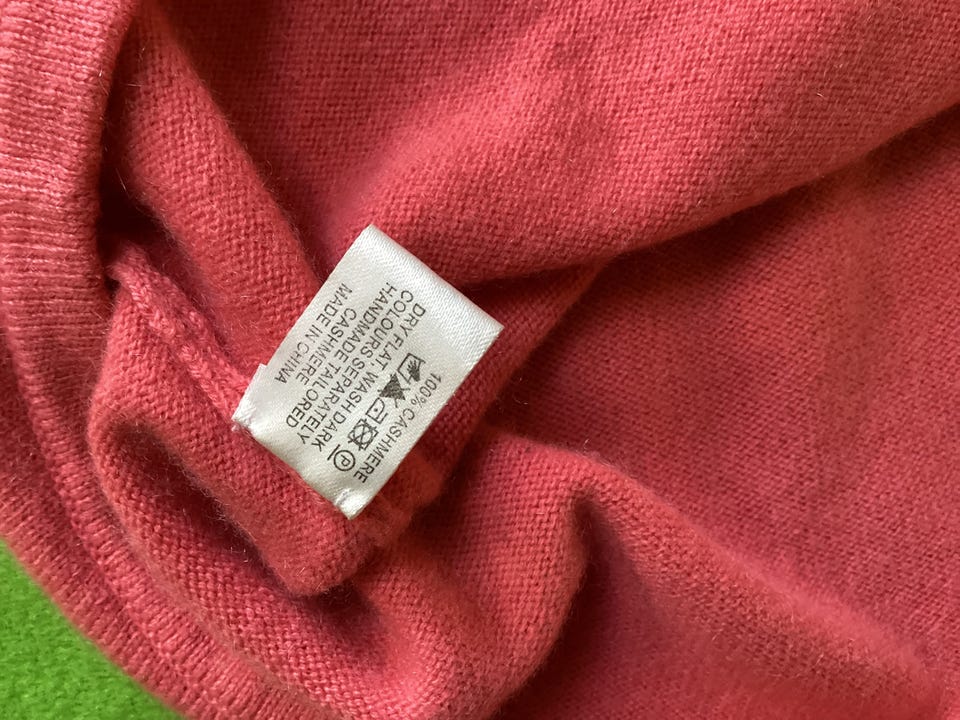 100% CASHMERE
P
DRY FLAT. WASH DARK
COLOURS SEPARATELY
HANDMADE TAILORED
CASHMERE
MADE IN CHINA